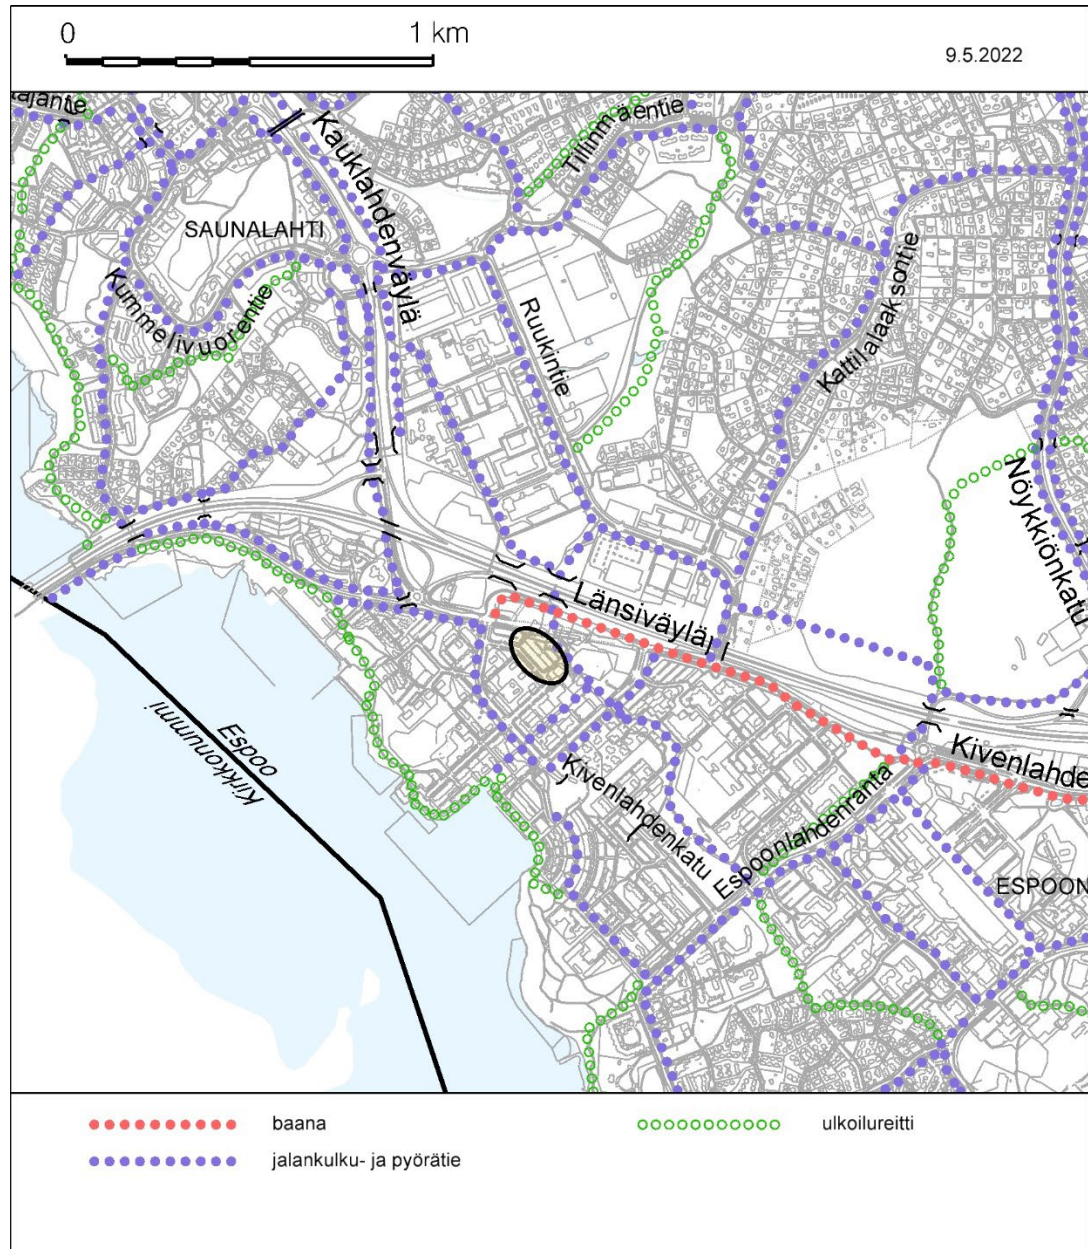 0 1 km
9.5.2022
Kauklahdenväylä
Tillinmäentie
SAUNALAHTI
Kummelivuorentie
Ruukintie
Kattilalaaksontie
Nöykkiönkatu
Länsiväylä
Espoo
Kirkkonummi
Kivenlahde
Kivenlahdenkatu
Espoonlahdenranta
ESPOON
baana
ulkoilureitti
jalankulku- ja pyörätie